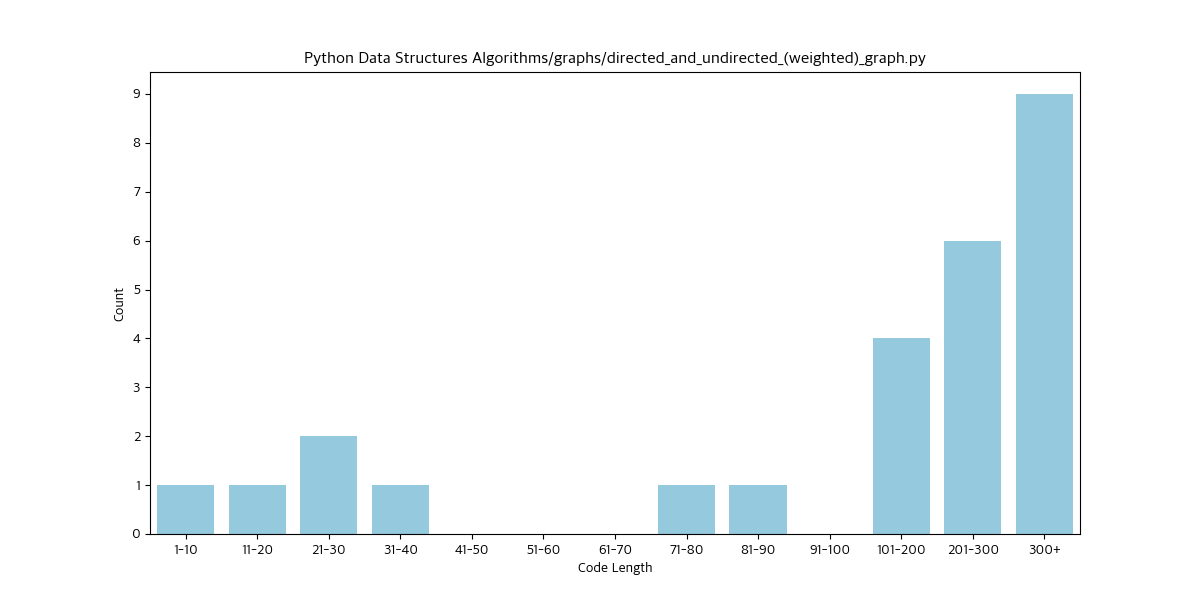 Python Data Structures Algorithms/graphs/directed_and_undirected_(weighted)_graph.py
9
8
7
6
5
4
3
2
1
0
Count
1-10 11-20 21-30 31-40 41-50 51-60 61-70 71-80 81-90 91-100 101-200 201-300 300+
Code Length